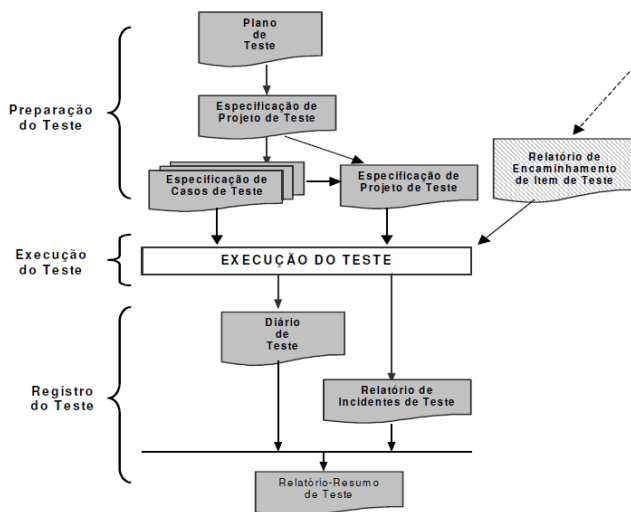 Plano
de
Teste
Preparação
do Teste
Especificação de
Projeto de Teste
Especificação de
Casos de Teste
Especificação de
Projeto de Teste
Relatório de
Encaminhamento
de Item de Teste
Execução
do Teste
EXECUÇÃO DO TESTE
Diário
de
Teste
Registro
do Teste
Relatório de
Incidentes de Teste
Relatório-Resumo
de Teste